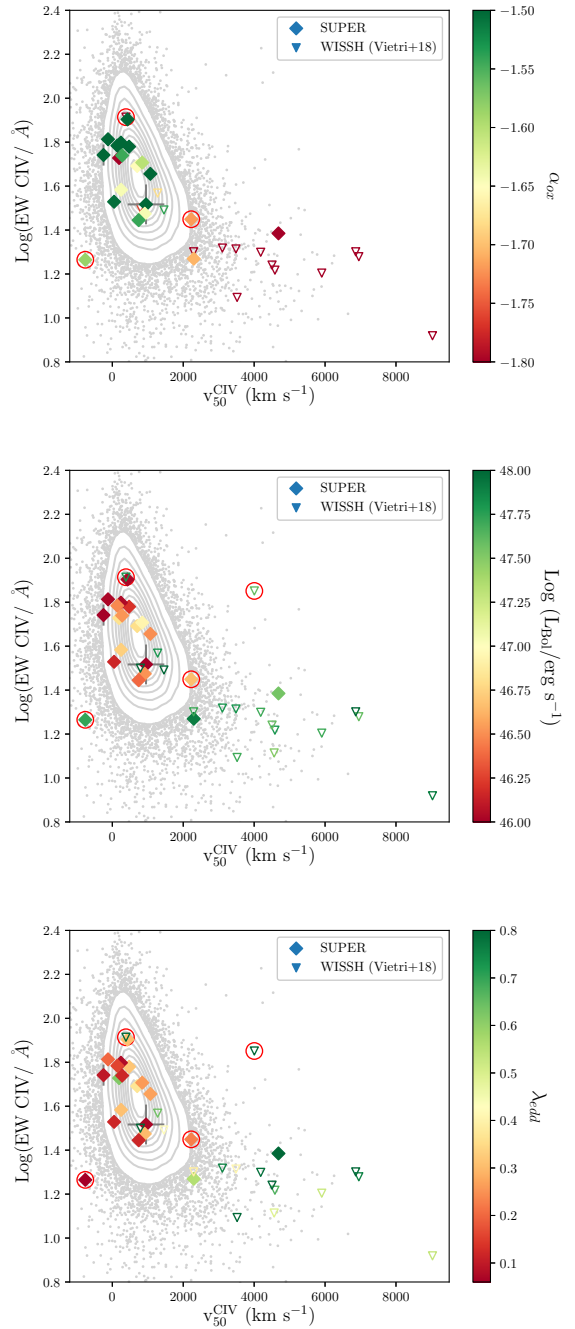 2.4
2.2
2.0
1.8
1.6
1.4
1.2
1.0
0.8
Log(EW CIV/ Å)
0 2000 4000 6000 8000
v₅₀^CIV (km s⁻¹)
SUPER
WISSH (Vietri+18)
−1.50
−1.55
−1.60
−1.65
−1.70
−1.75
−1.80
α_ox
2.4
2.2
2.0
1.8
1.6
1.4
1.2
1.0
0.8
Log(EW CIV/ Å)
0 2000 4000 6000 8000
v₅₀^CIV (km s⁻¹)
SUPER
WISSH (Vietri+18)
48.00
47.75
47.50
47.25
47.00
46.75
46.50
46.25
46.00
Log (L_Bol/erg s⁻¹)
2.4
2.2
2.0
1.8
1.6
1.4
1.2
1.0
0.8
Log(EW CIV/ Å)
0 2000 4000 6000 8000
v₅₀^CIV (km s⁻¹)
SUPER
WISSH (Vietri+18)
0.8
0.7
0.6
0.5
0.4
0.3
0.2
0.1
λ_edd